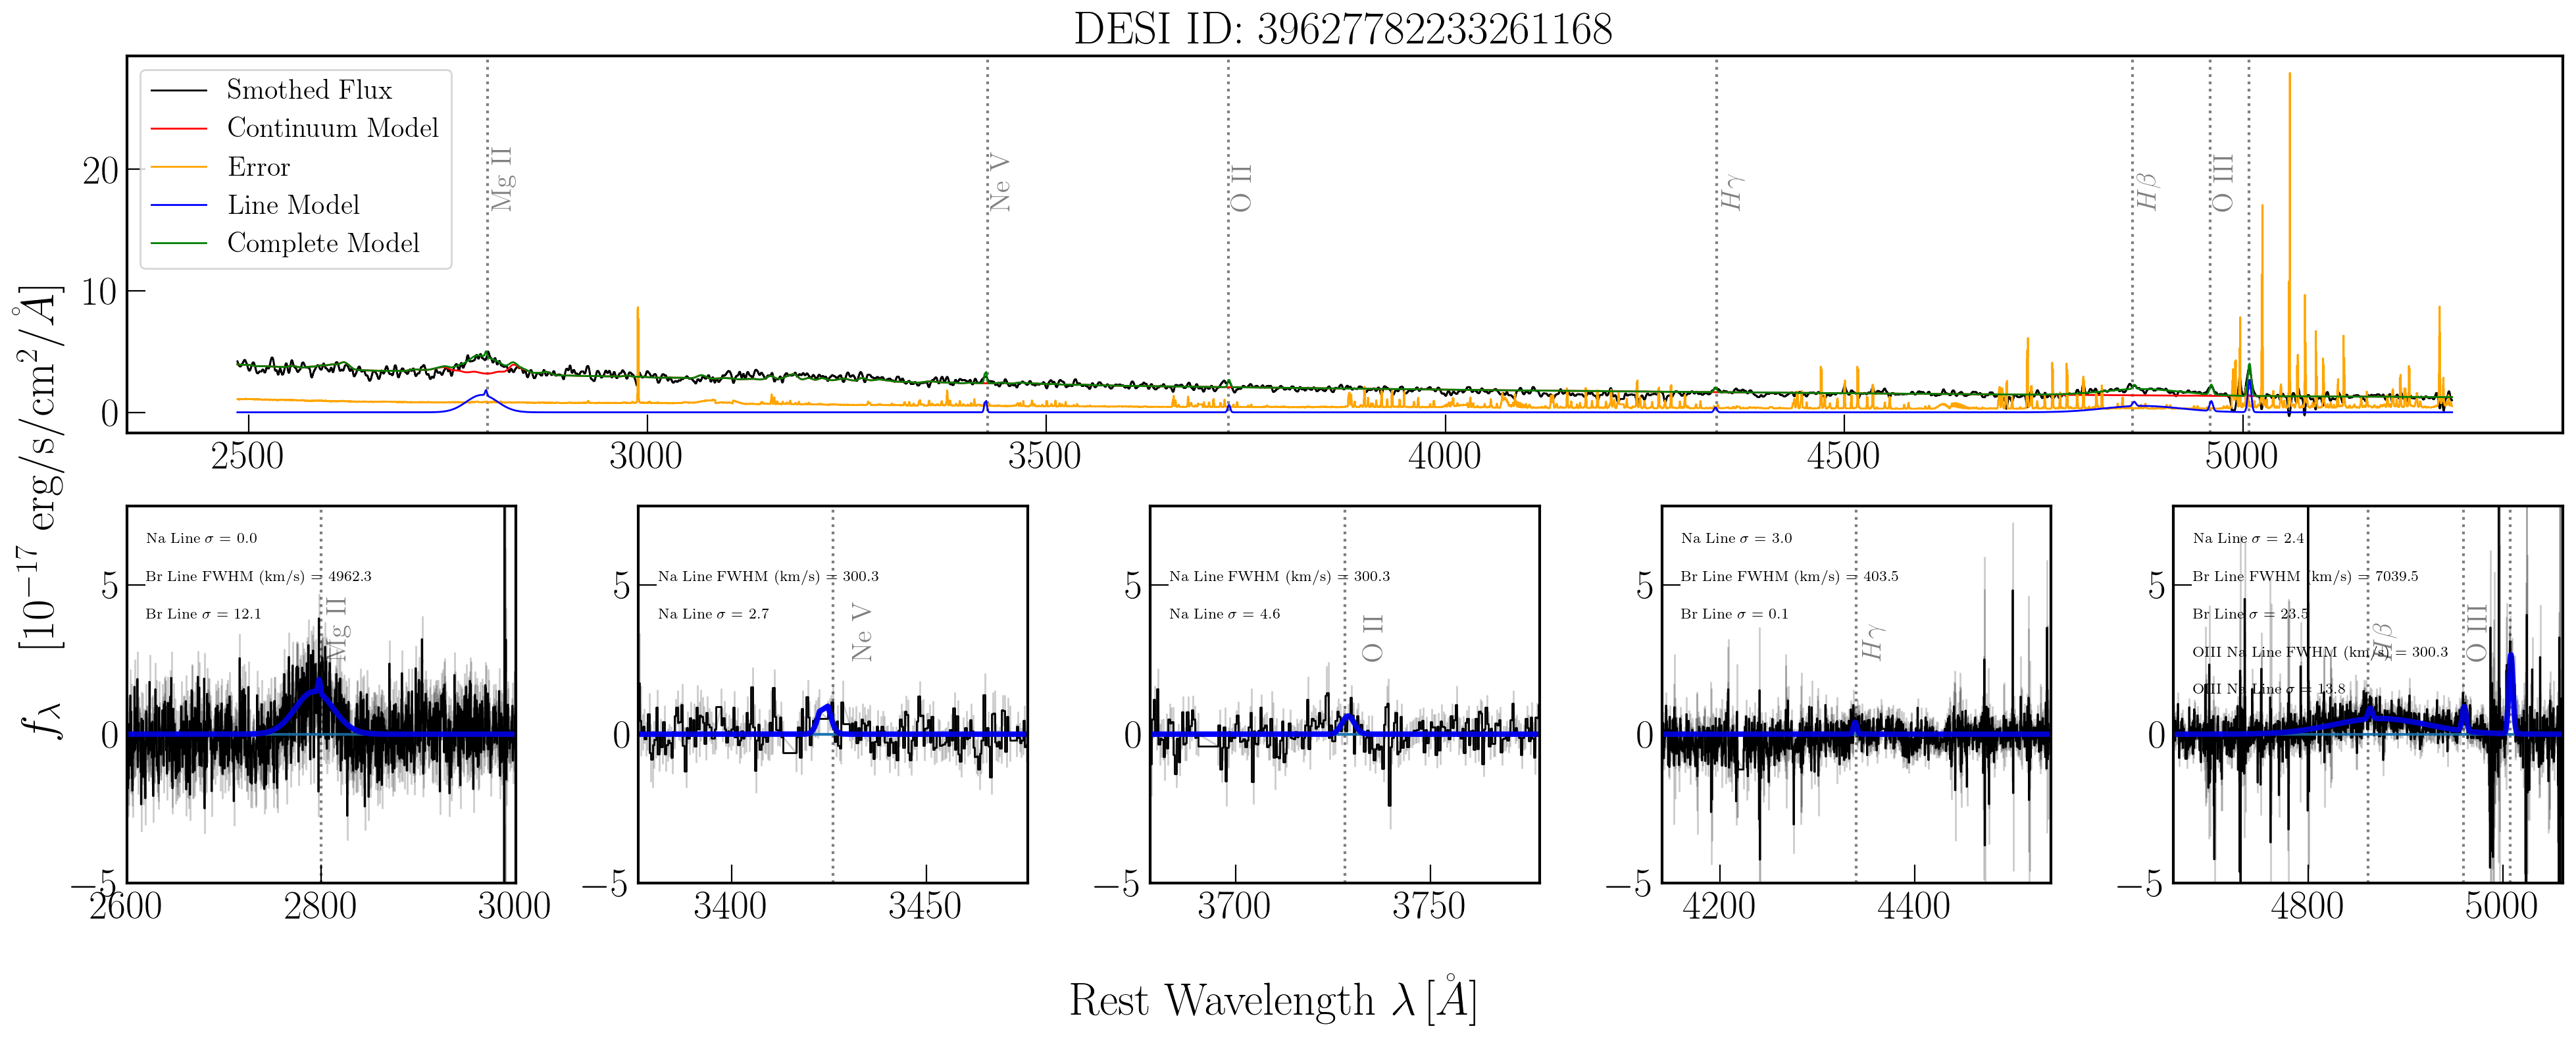 DESI ID: 39627782233261168
Smothed Flux
Continuum Model
Error
Line Model
Complete Model
Mg II
Ne V
O II
Hγ
Hβ
O III
20
10
0
2500
3000
3500
4000
4500
5000
f_λ [10^{-17} erg/s/cm^2/Å]
Na Line σ = 0.0
Br Line FWHM (km/s) = 4962.3
Br Line σ = 12.1
Mg II
5
0
−5
2600
2800
3000
Na Line FWHM (km/s) = 300.3
Na Line σ = 2.7
Ne V
5
0
−5
3400
3450
Na Line FWHM (km/s) = 300.3
Na Line σ = 4.6
O II
5
0
−5
3700
3750
Na Line σ = 3.0
Br Line FWHM (km/s) = 403.5
Br Line σ = 0.1
Hγ
5
0
−5
4200
4400
Na Line σ = 2.4
Br Line FWHM (km/s) = 7039.5
Br Line σ = 23.5
OIII Na Line FWHM (km/s) = 300.3
OIII Na Line σ = 13.8
Hβ
O III
5
0
−5
4800
5000
Rest Wavelength λ [Å]